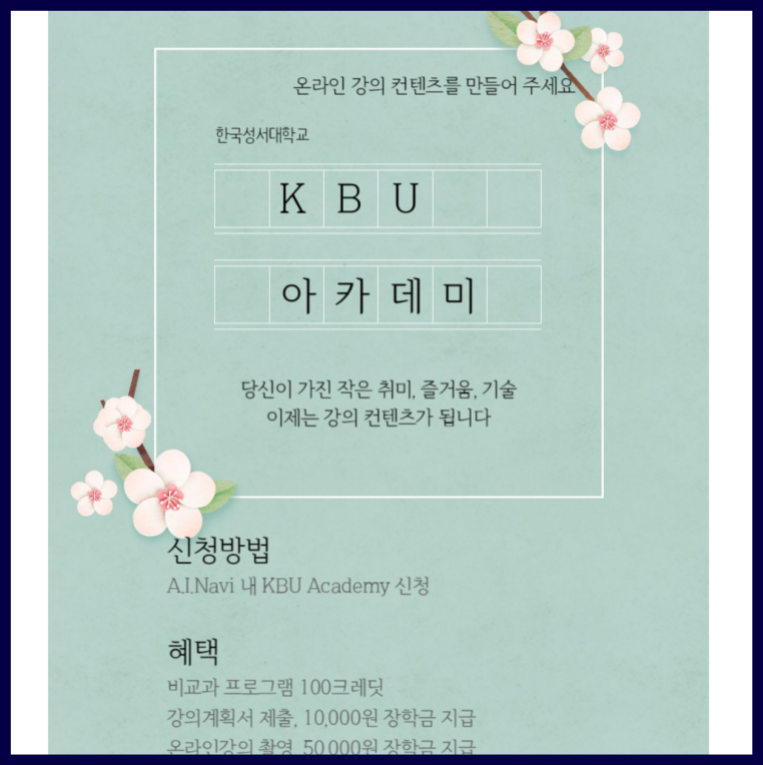 온라인 강의 컨텐츠를 만들어 주세요
한국성서대학교
KBU
아카데미
당신이 가진 작은 취미, 즐거움, 기술
이제는 강의 컨텐츠가 됩니다
신청방법
A.I.Navi 내 KBU Academy 신청
혜택
비교과 프로그램 100크레딧
강의계획서 제출, 10,000원 장학금 지급
온라인강의 촬영, 50,000원 장학금 지급